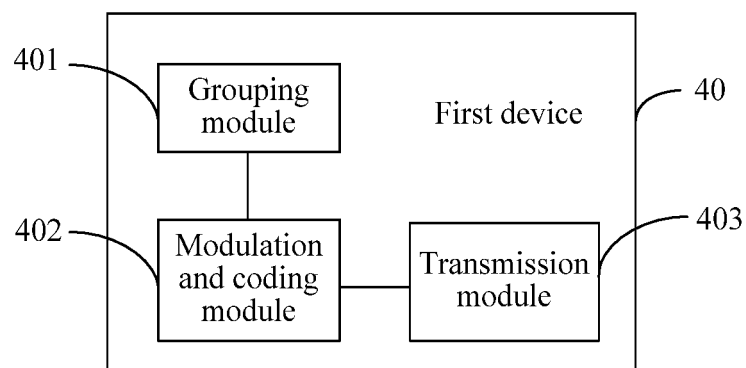 401
Grouping
module
First device
40
402
Modulation
and coding
module
Transmission
module
403